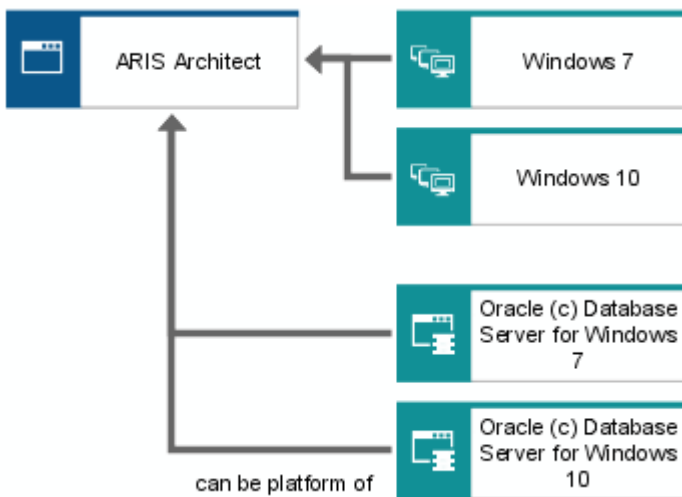 ARIS Architect
Windows 7
Windows 10
Oracle (c) Database
Server for Windows
7
Oracle (c) Database
Server for Windows
10
can be platform of